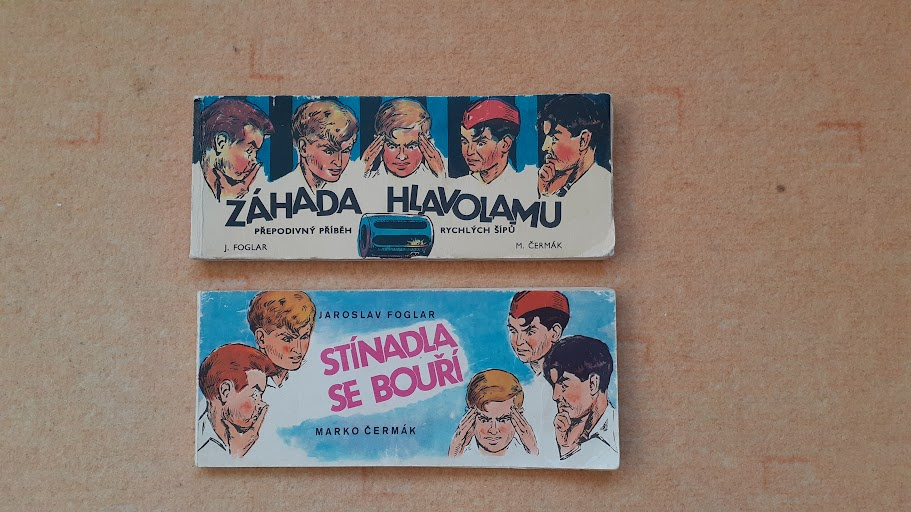 ZÁHADA HLAVOLAMU
PŘEPODIVNÝ PŘÍBĚH RYCHLÝCH ŠÍPŮ
J. FOGLAR M. ČERMÁK
JAROSLAV FOGLAR
STÍNADLA
SE BOUŘÍ
MARKO ČERMÁK